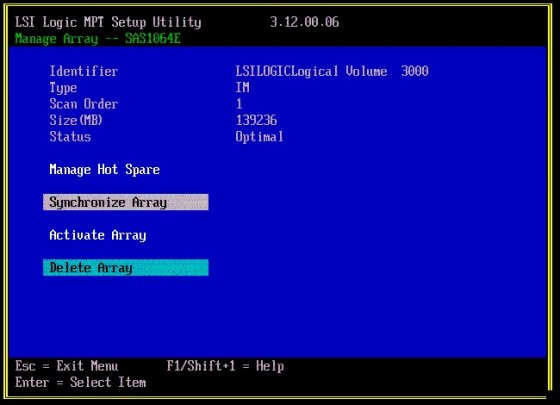 LSI Logic MPT Setup Utility 3.12.00.06
Manage Array -- SAS1064E
Identifier LSILOGICLogical Volume 3000
Type IM
Scan Order 1
Size(MB) 139236
Status Optimal
Manage Hot Spare
Synchronize Array
Activate Array
Delete Array
Esc = Exit Menu F1/Shift+1 = Help
Enter = Select Item